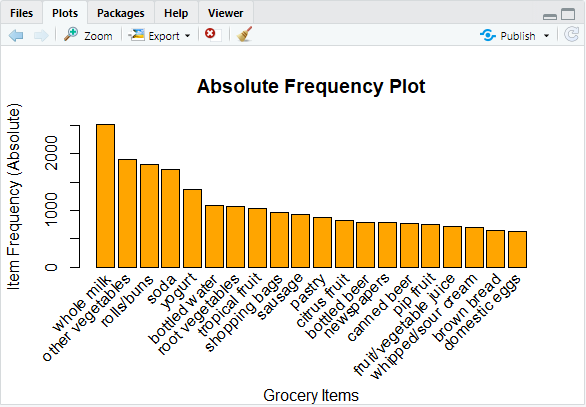 Files Plots Packages Help Viewer
Zoom Export Publish
Absolute Frequency Plot
Item Frequency (Absolute)
2000
1000
0
whole milk
other vegetables
rolls/buns
soda
yogurt
bottled water
root vegetables
tropical fruit
shopping bags
sausage
pastry
citrus fruit
bottled beer
newspapers
canned beer
pip fruit
fruit/vegetable juice
whipped/sour cream
brown bread
domestic eggs
Grocery Items